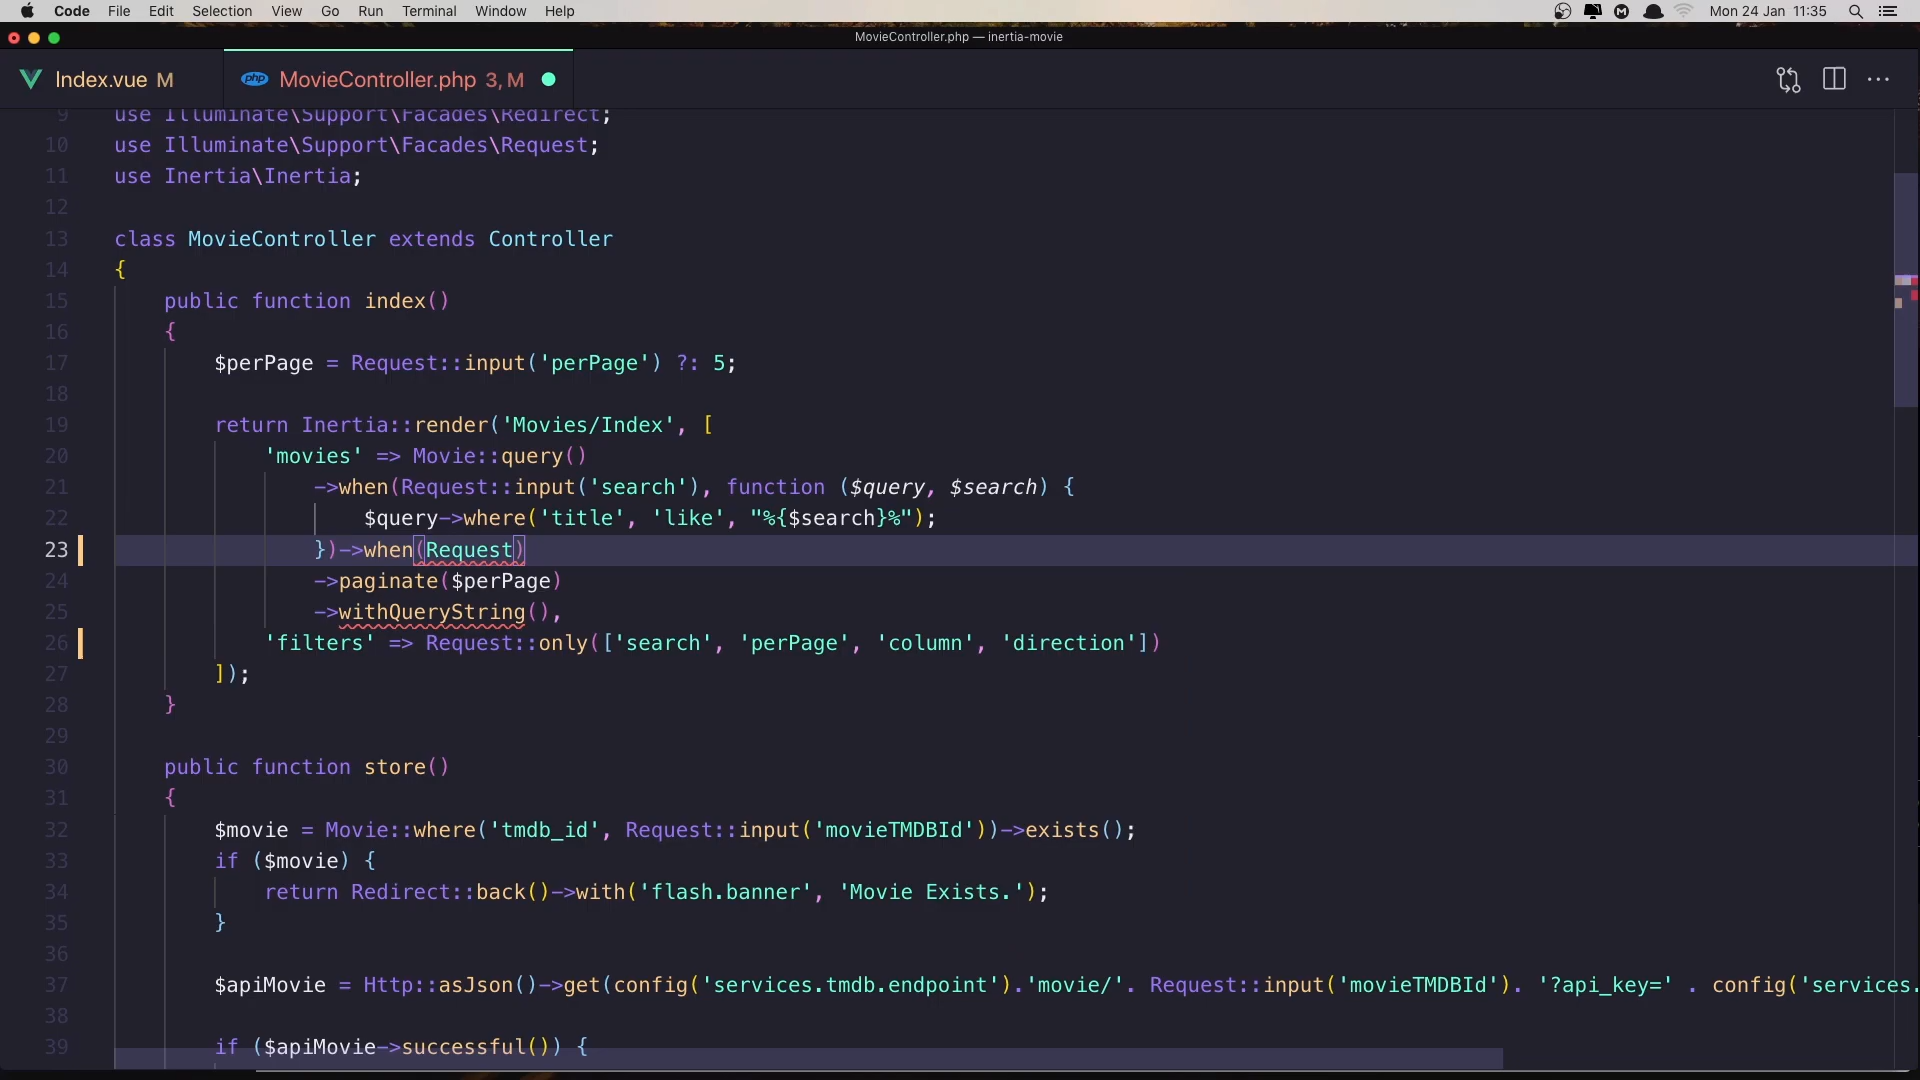 Code File Edit Selection View Go Run Terminal Window Help Mon 24 Jan 11:35
MovieController.php — inertia-movie
Index.vue M php MovieController.php 3, M
9 use Illuminate\Support\Facades\Redirect;
10 use Illuminate\Support\Facades\Request;
11 use Inertia\Inertia;
12
13 class MovieController extends Controller
14 {
15 public function index()
16 {
17 $perPage = Request::input('perPage') ?: 5;
18
19 return Inertia::render('Movies/Index', [
20 'movies' => Movie::query()
21 ->when(Request::input('search'), function ($query, $search) {
22 $query->where('title', 'like', "%{$search}%");
23 })->when(Request)
24 ->paginate($perPage)
25 ->withQueryString(),
26 'filters' => Request::only(['search', 'perPage', 'column', 'direction'])
27 ]);
28 }
29
30 public function store()
31 {
32 $movie = Movie::where('tmdb_id', Request::input('movieTMDBId'))->exists();
33 if ($movie) {
34 return Redirect::back()->with('flash.banner', 'Movie Exists.');
35 }
36
37 $apiMovie = Http::asJson()->get(config('services.tmdb.endpoint').'movie/'. Request::input('movieTMDBId'). '?api_key=' . config('services.
38
39 if ($apiMovie->successful()) {